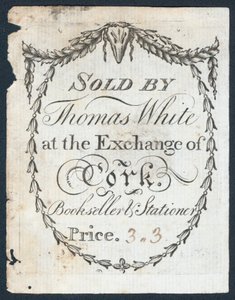 SOLD BY
Thomas White
at the Exchange of
Cork.
Bookseller & Stationer
Price. 3.3